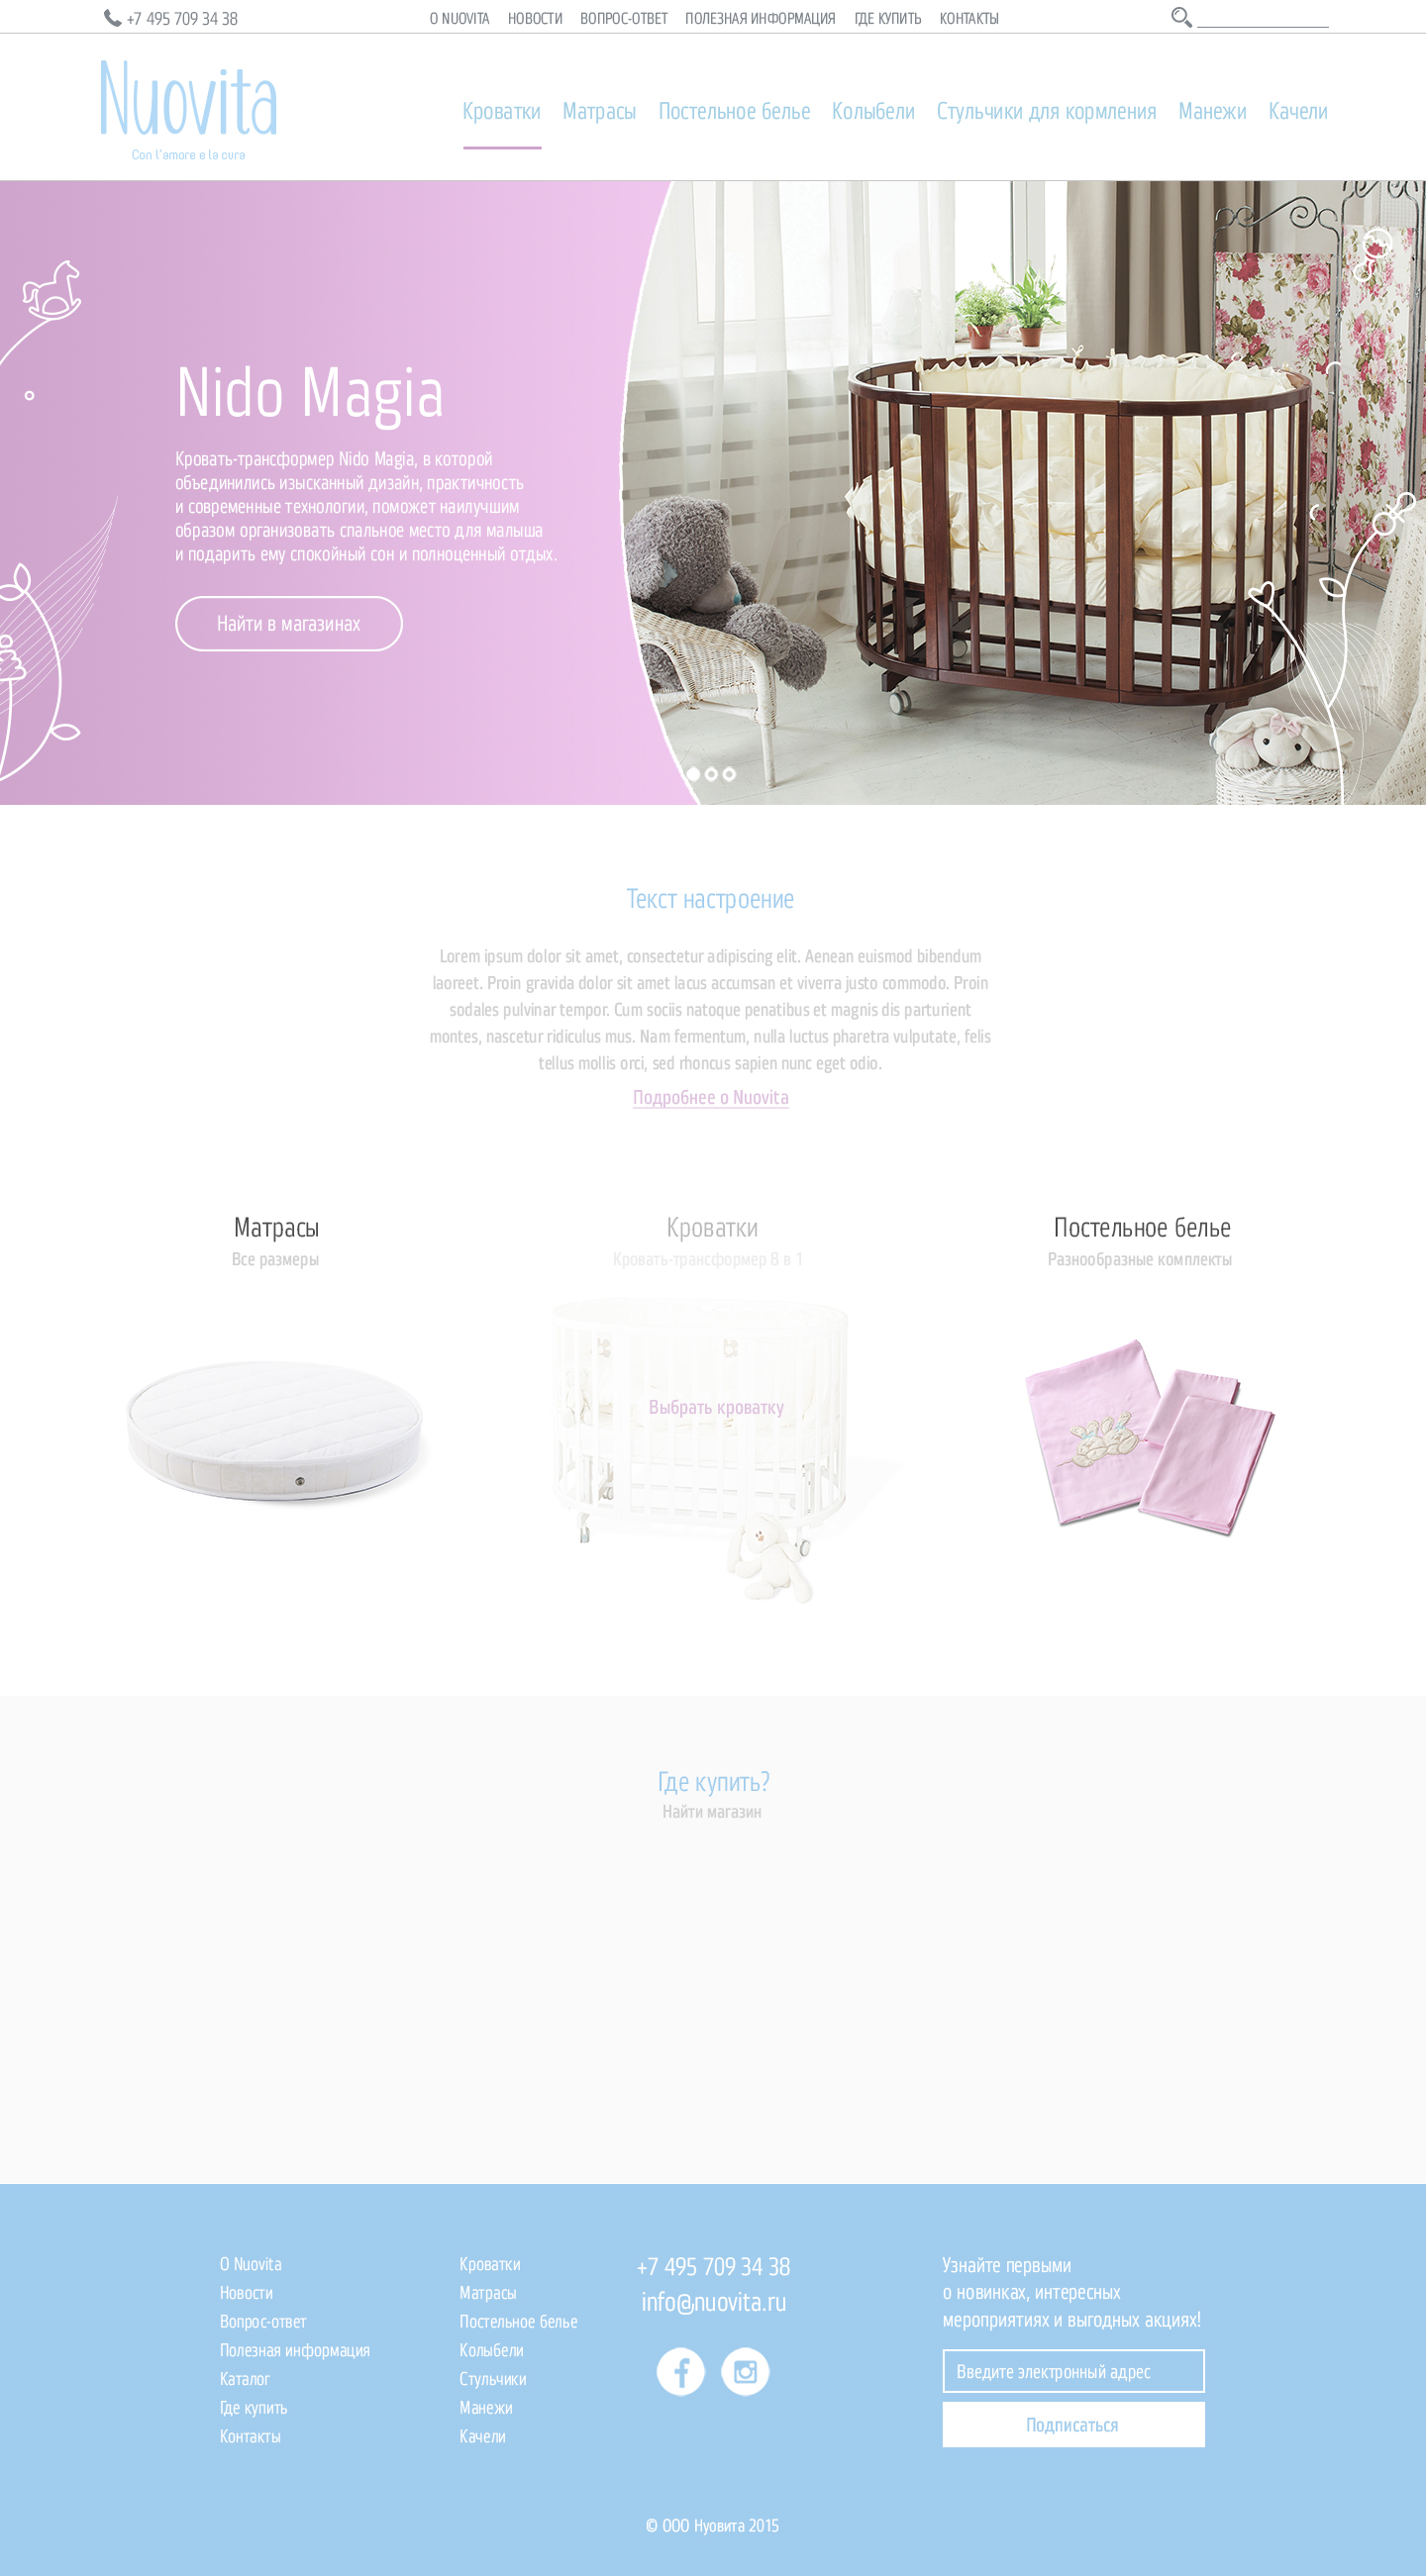 +7 495 709 34 38
О NUOVITA НОВОСТИ ВОПРОС-ОТВЕТ ПОЛЕЗНАЯ ИНФОРМАЦИЯ ГДЕ КУПИТЬ КОНТАКТЫ
Nuovita
Con l'amore e la cura
Кроватки Матрасы Постельное белье Колыбели Стульчики для кормления Манежи Качели
Nido Magia
Кровать-трансформер Nido Magia, в которой
объединились изысканный дизайн, практичность
и современные технологии, поможет наилучшим
образом организовать спальное место для малыша
и подарить ему спокойный сон и полноценный отдых.
Найти в магазинах
Текст настроение
Lorem ipsum dolor sit amet, consectetur adipiscing elit. Aenean euismod bibendum
laoreet. Proin gravida dolor sit amet lacus accumsan et viverra justo commodo. Proin
sodales pulvinar tempor. Cum sociis natoque penatibus et magnis dis parturient
montes, nascetur ridiculus mus. Nam fermentum, nulla luctus pharetra vulputate, felis
tellus mollis orci, sed rhoncus sapien nunc eget odio.
Подробнее о Nuovita
Матрасы
Все размеры
Кроватки
Кровать-трансформер 8 в 1
Выбрать кроватку
Постельное белье
Разнообразные комплекты
Где купить?
Найти магазин
О Nuovita
Новости
Вопрос-ответ
Полезная информация
Каталог
Где купить
Контакты
Кроватки
Матрасы
Постельное белье
Колыбели
Стульчики
Манежи
Качели
+7 495 709 34 38
info@nuovita.ru
Узнайте первыми
о новинках, интересных
мероприятиях и выгодных акциях!
Введите электронный адрес
Подписаться
© ООО Нуовита 2015